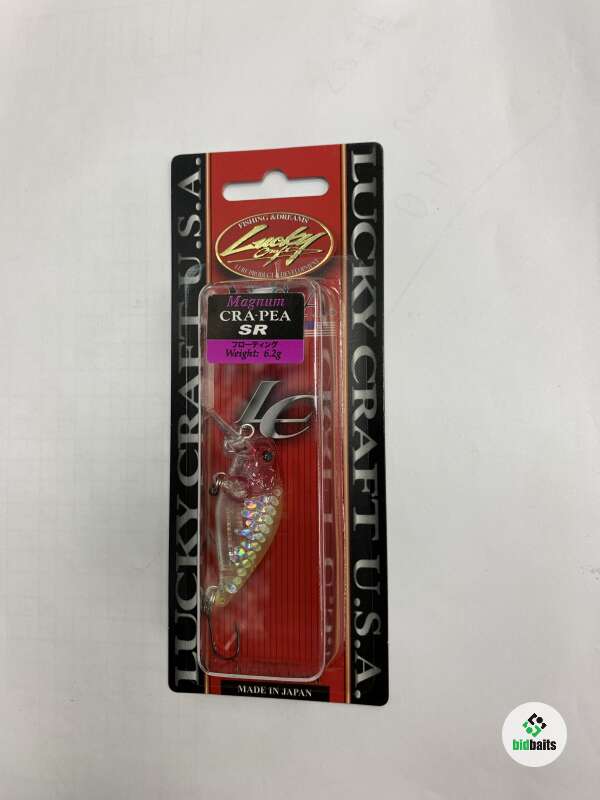 FISHING & DREAMS
Lucky
Craft
LURE PRODUCT & DEVELOPMENT
Magnum
CRA-PEA
SR
フローティング
Weight: 6.2g
LC
LUCKY CRAFT U.S.A.
LUCKY CRAFT U.S.A.
MADE IN JAPAN
bidbaits